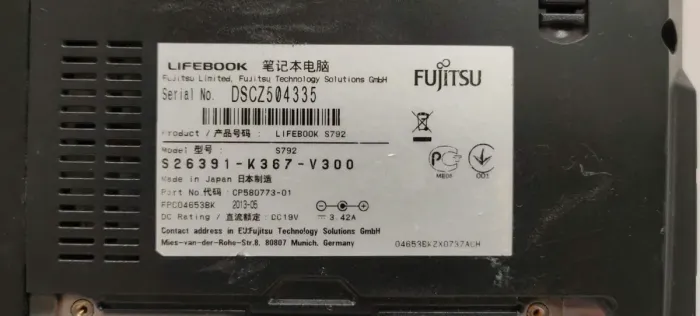 LIFEBOOK 笔记本电脑
Fujitsu Limited, Fujitsu Technology Solutions GmbH
FUJITSU
Serial No. DSCZ504335
Product / 产品号码: LIFEBOOK S792
Model 型号: S792
S26391-K367-V300
Made in Japan 日本制造
Part No.代码: CP580773-01
FPC04653BK 2013-05
DC Rating / 直流额定: DC19V 3.42A
Contact address in EU:Fujitsu Technology Solutions GmbH
Mies-van-der-Rohe-Str.8, 80807 Munich, Germany
001